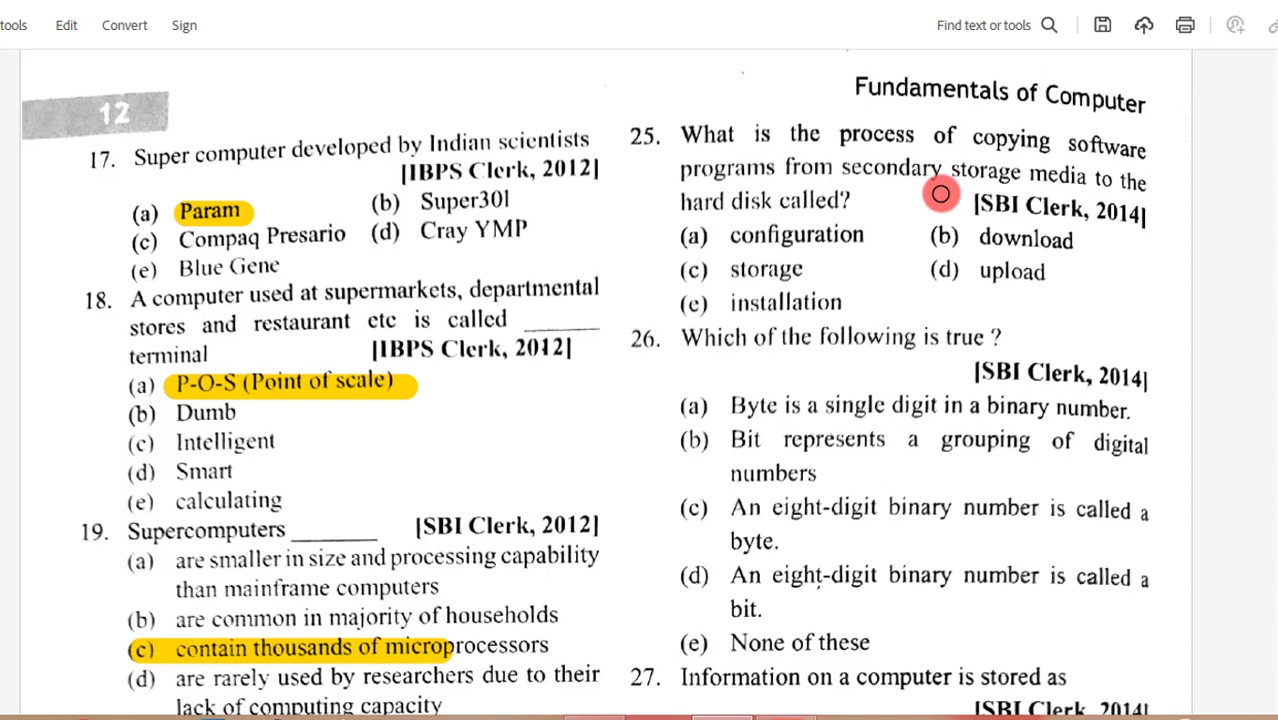 tools Edit Convert Sign Find text or tools
12
Fundamentals of Computer
17. Super computer developed by Indian scientists
[IBPS Clerk, 2012]
(a) Param (b) Super30l
(c) Compaq Presario (d) Cray YMP
(e) Blue Gene
18. A computer used at supermarkets, departmental
stores and restaurant etc is called ______
terminal [IBPS Clerk, 2012]
(a) P-O-S (Point of scale)
(b) Dumb
(c) Intelligent
(d) Smart
(e) calculating
19. Supercomputers ______ [SBI Clerk, 2012]
(a) are smaller in size and processing capability
than mainframe computers
(b) are common in majority of households
(c) contain thousands of microprocessors
(d) are rarely used by researchers due to their
lack of computing capacity
25. What is the process of copying software
programs from secondary storage media to the
hard disk called? [SBI Clerk, 2014]
(a) configuration (b) download
(c) storage (d) upload
(e) installation
26. Which of the following is true ?
[SBI Clerk, 2014]
(a) Byte is a single digit in a binary number.
(b) Bit represents a grouping of digital
numbers
(c) An eight-digit binary number is called a
byte.
(d) An eight-digit binary number is called a
bit.
(e) None of these
27. Information on a computer is stored as
[SBI Clerk, 2014]